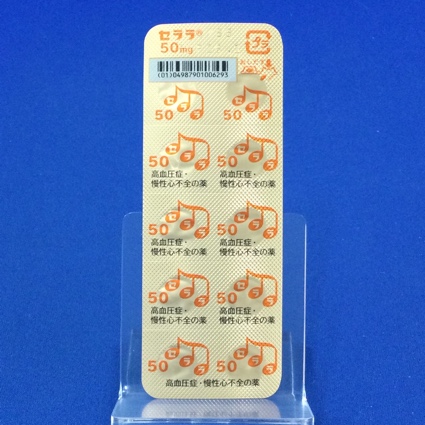 セララ®
50mg
プラ
おしだす
(01)04987901006293
50 セララ 50 セララ
50 セララ 50 セララ
高血圧症・ 高血圧症・
慢性心不全の薬 慢性心不全の薬
50 セララ 50 セララ
高血圧症・ 高血圧症・
慢性心不全の薬 慢性心不全の薬
50 セララ 50 セララ
高血圧症・ 高血圧症・
慢性心不全の薬 慢性心不全の薬
50 セララ 50 セララ
高血圧症・慢性心不全の薬